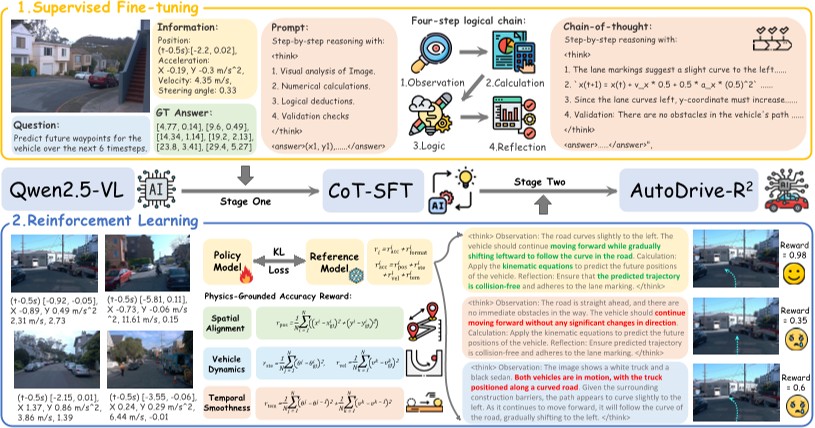 1.Supervised Fine-tuning
Information:
Position:
(t-0.5s):[-2.2, 0.02],
Acceleration:
X -0.19, Y -0.3 m/s^2,
Velocity: 4.35 m/s,
Steering angle: 0.33
Question:
Predict future waypoints for the
vehicle over the next 6 timesteps.
GT Answer:
[4.77, 0.14], [9.6, 0.49],
[14.34, 1.14], [19.2, 2.13],
[23.8, 3.41], [29.4, 5.27]
Prompt:
Step-by-step reasoning with:
<think>
1. Visual analysis of Image.
2. Numerical calculations.
3. Logical deductions.
4. Validation checks
</think>
<answer>(x1, y1),......</answer>
Four-step logical chain:
1.Observation
2.Calculation
3.Logic
4.Reflection
Chain-of-thought:
Step-by-step reasoning with:
<think>
1. The lane markings suggest a slight curve to the left......
2. `x(t+1) = x(t) + v_x * 0.5 + 0.5 * a_x * (0.5)^2` ......
3. Since the lane curves left, y-coordinate must increase......
4. Validation: There are no obstacles in the vehicle's path ......
</think>
<answer>.....</answer>",
Qwen2.5-VL
AI
Stage One
CoT-SFT
AI
Stage Two
AutoDrive-R²
2.Reinforcement Learning
(t-0.5s) [-0.92, -0.05],
X -0.89, Y 0.49 m/s^2
2.31 m/s, 2.73
(t-0.5s) [-5.81, 0.11],
X -0.73, Y -0.06 m/s
^2, 11.61 m/s, 0.15
(t-0.5s) [-2.15, 0.01],
X 1.37, Y 0.86 m/s^2,
3.86 m/s, 1.39
(t-0.5s) [-3.55, -0.06],
X 0.24, Y 0.29 m/s^2,
6.44 m/s, -0.01
Policy
Model
KL
Loss
Reference
Model
Physics-Grounded Accuracy Reward:
Spatial
Alignment
Vehicle
Dynamics
Temporal
Smoothness
<think> Observation: The road curves slightly to the left. The
vehicle should continue moving forward while gradually
shifting leftward to follow the curve in the road. Calculation:
Apply the kinematic equations to predict the future positions
of the vehicle. Reflection: Ensure that the predicted trajectory
is collision-free and adheres to the lane marking. </think>
Reward
= 0.98
<think> Observation: The road is straight ahead, and there are
no immediate obstacles in the way. The vehicle should continue
moving forward without any significant changes in direction.
Calculation: Apply the kinematic equations to predict the future
positions of the vehicle. Reflection: Ensure predicted trajectory
is collision-free and adheres to the lane marking. </think>
Reward
= 0.35
<think> Observation: The image shows a white truck and a
black sedan. Both vehicles are in motion, with the truck
positioned along a curved road. Given the surrounding
construction barriers, the path appears to curve slightly to the
left. As it continues to move forward, it will follow the curve of
the road, gradually shifting to the left. </think>
Reward
= 0.6